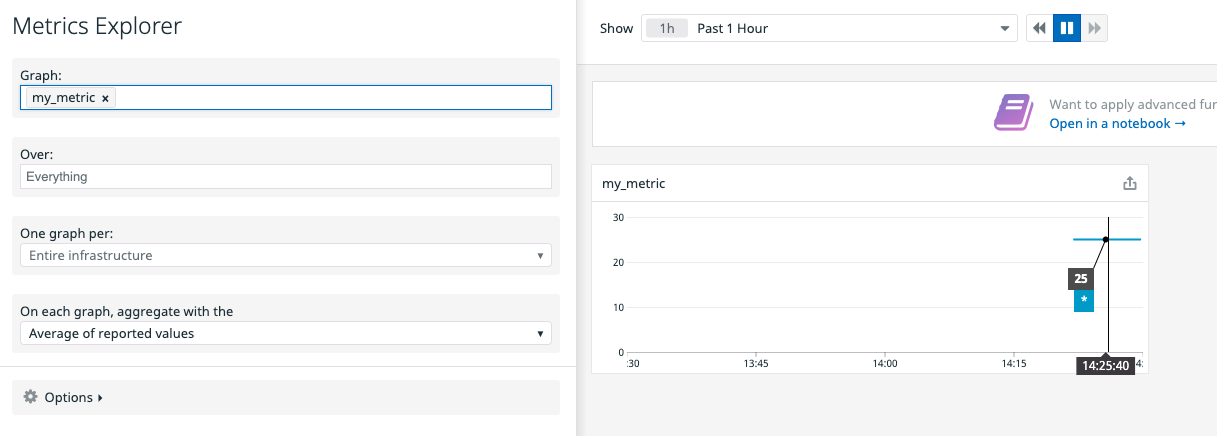 Metrics Explorer
Graph:
my_metric ×
Over:
Everything
One graph per:
Entire infrastructure
On each graph, aggregate with the
Average of reported values
Options
Show 1h Past 1 Hour
Want to apply advanced fur
Open in a notebook →
my_metric
30
20
10
0
25
*
:30 13:45 14:00 14:15 14:25:40 4: